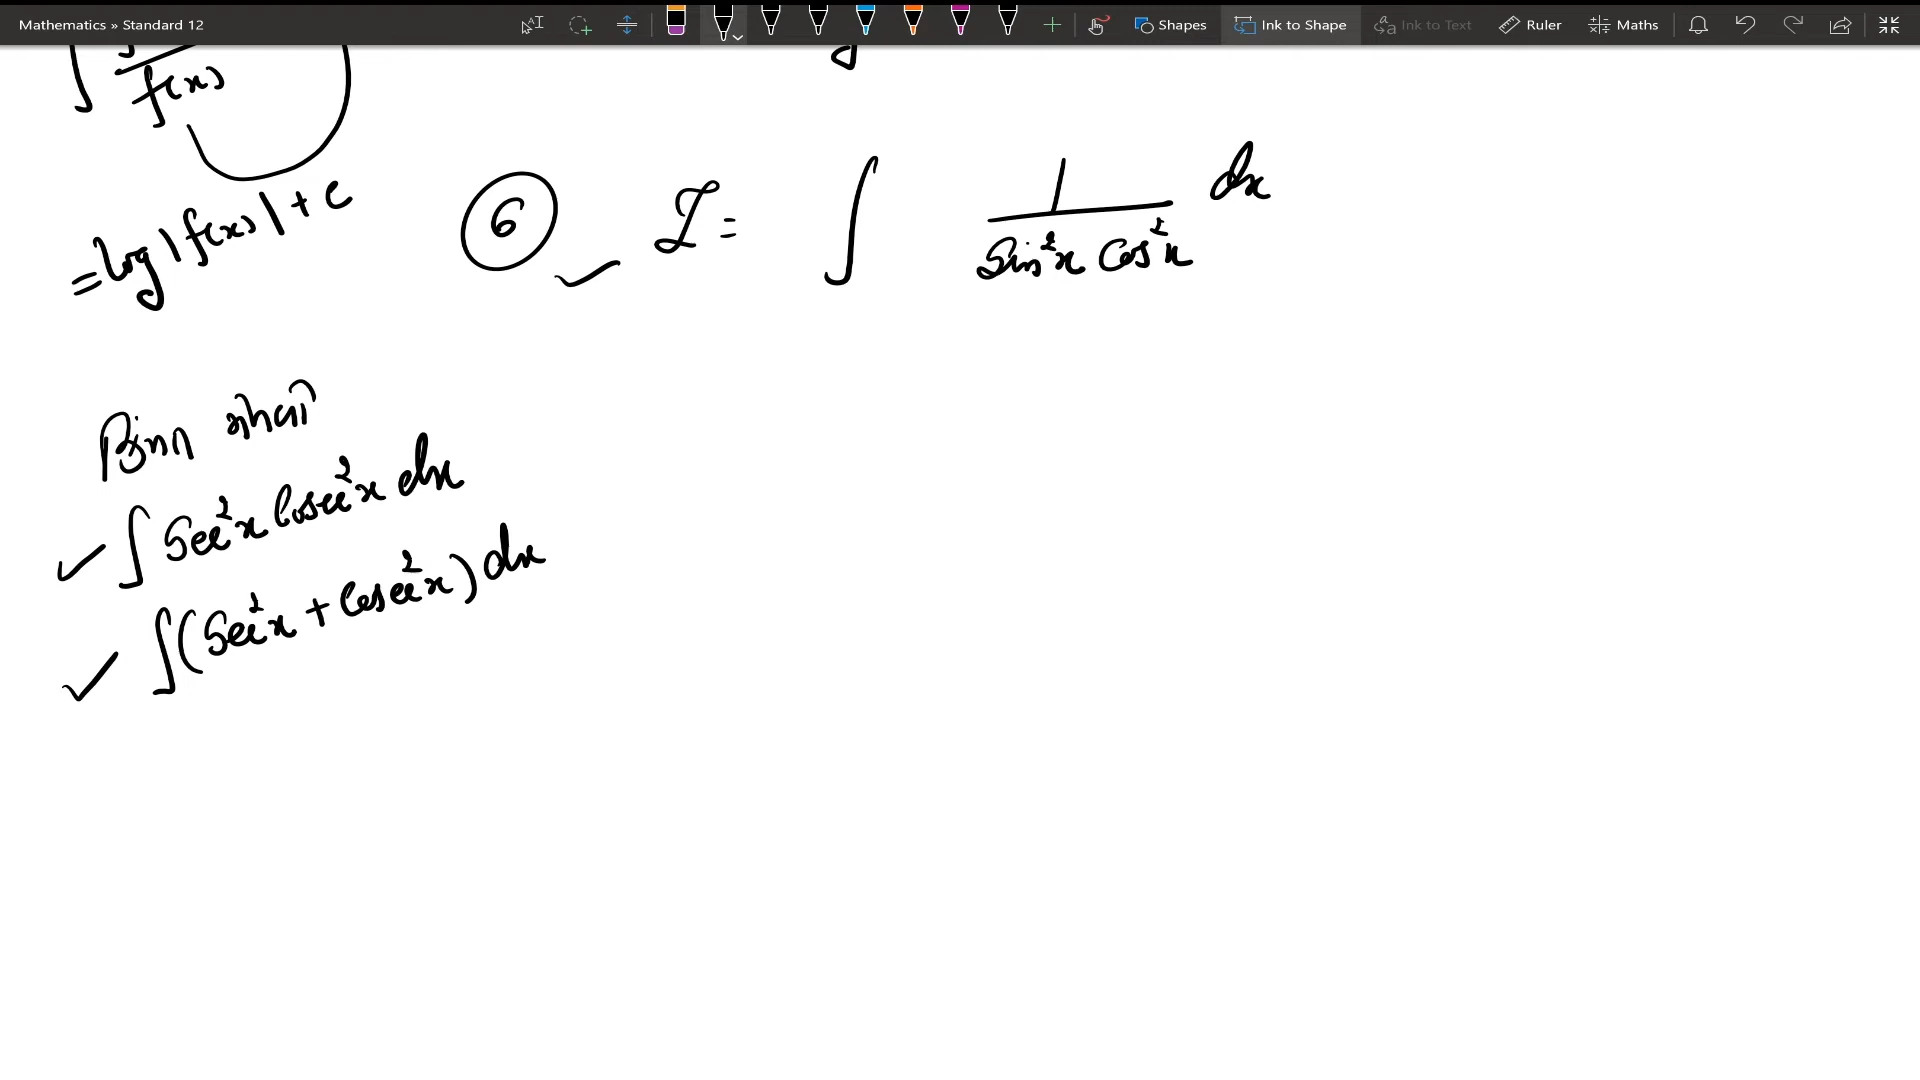 Mathematics » Standard 12
Shapes
Ink to Shape
Ink to Text
Ruler
Maths
∫ f(x)
= log |f(x)| + c
6 I = ∫ 1 / Sin²x Cos²x dx
∫ Sec²x Cosec²x dx
∫ (Sec²x + Cosec²x) dx